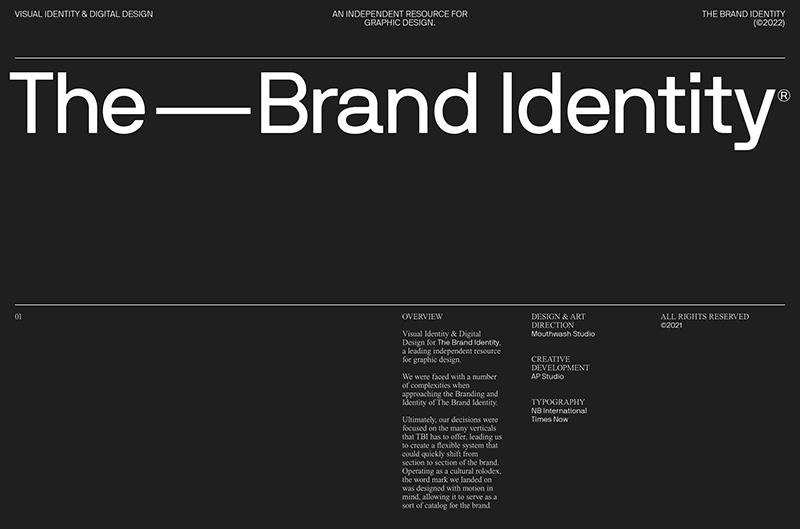 VISUAL IDENTITY & DIGITAL DESIGN
AN INDEPENDENT RESOURCE FOR
GRAPHIC DESIGN.
THE BRAND IDENTITY
(©2022)
The — Brand Identity®
01
OVERVIEW
Visual Identity & Digital
Design for The Brand Identity,
a leading independent resource
for graphic design.
We were faced with a number
of complexities when
approaching the Branding and
Identity of The Brand Identity.
Ultimately, our decisions were
focused on the many verticals
that TBI has to offer, leading us
to create a flexible system that
could quickly shift from
section to section of the brand.
Operating as a cultural rolodex,
the word mark we landed on
was designed with motion in
mind, allowing it to serve as a
sort of catalog for the brand.
DESIGN & ART
DIRECTION
Mouthwash Studio
CREATIVE
DEVELOPMENT
AP Studio
TYPOGRAPHY
NB International
Times Now
ALL RIGHTS RESERVED
©2021